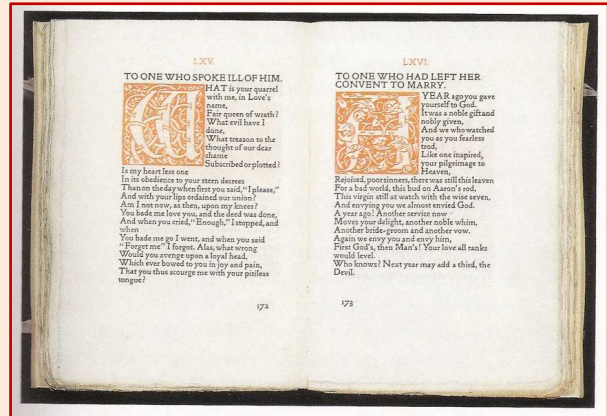 LXV.
TO ONE WHO SPOKE ILL OF HIM.
WHAT is your quarrel
with me, in Love's
name,
Fair queen of wrath?
What evil have I
done,
What treason to the
thought of our dear
shame
Subscribed or plotted?
Is my heart less one
In its obedience to your stern decrees
Than on the day when first you said, "I please,"
And with your lips ordained our union?
Am I not now, as then, upon my knees?
You bade me love you, and the deed was done,
And when you cried, "Enough," I stopped, and
when
You bade me go I went, and when you said
"Forget me" I forgot. Alas, what wrong
Would you avenge upon a loyal head,
Which ever bowed to you in joy and pain,
That you thus scourge me with your pitiless
tongue?
172
LXVI.
TO ONE WHO HAD LEFT HER
CONVENT TO MARRY.
A YEAR ago you gave
yourself to God.
It was a noble gift and
nobly given,
And we who watched
you as you fearless
trod,
Like one inspired,
your pilgrimage to
Heaven,
Rejoiced, poor sinners, there was still this leaven
For a bad world, this bud on Aaron's rod,
This virgin still at watch with the wise seven,
And envying you we almost envied God.
A year ago! Another service now
Moves your delight, another noble whim,
Another bride-groom and another vow.
Again we envy you and envy him,
First God's, then Man's! Your love all ranks
would level.
Who knows? Next year may add a third, the
Devil.
173